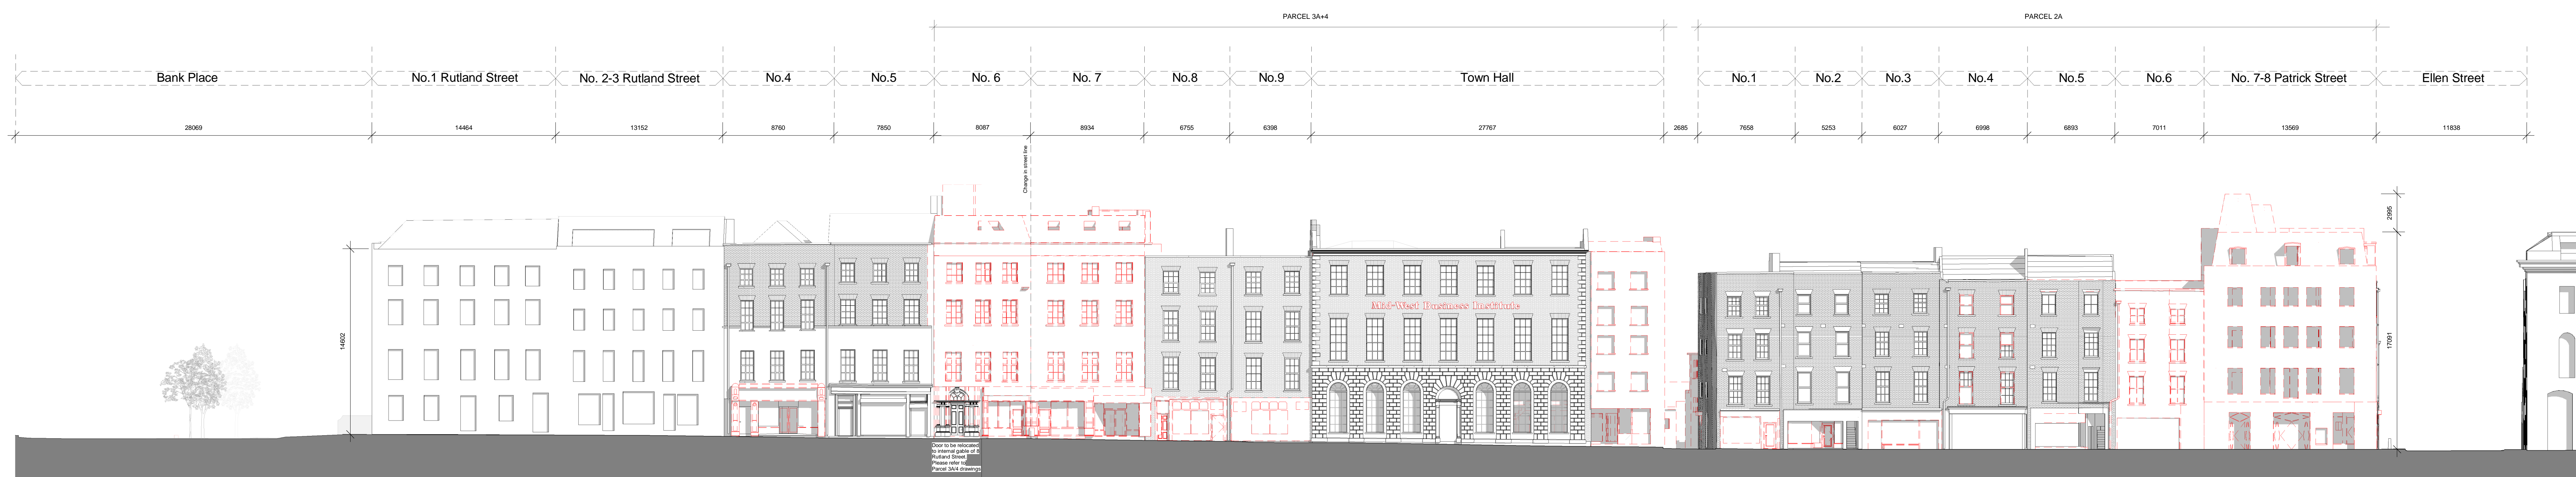 PARCEL 3A+4
PARCEL 2A
Bank Place
No.1 Rutland Street
No. 2-3 Rutland Street
No.4
No.5
No. 6
No. 7
No.8
No.9
Town Hall
No.1
No.2
No.3
No.4
No.5
No.6
No. 7-8 Patrick Street
Ellen Street
28069
14464
13152
8760
7850
8087
8934
6755
6398
27767
2685
7658
5253
6027
6998
6893
7011
13569
11838
Change in street line
2995
14602
17091
Mid-West Business Institute
Door to be relocated
to internal gable of 8
Rutland Street.
Please refer to
Parcel 3A/4 drawings